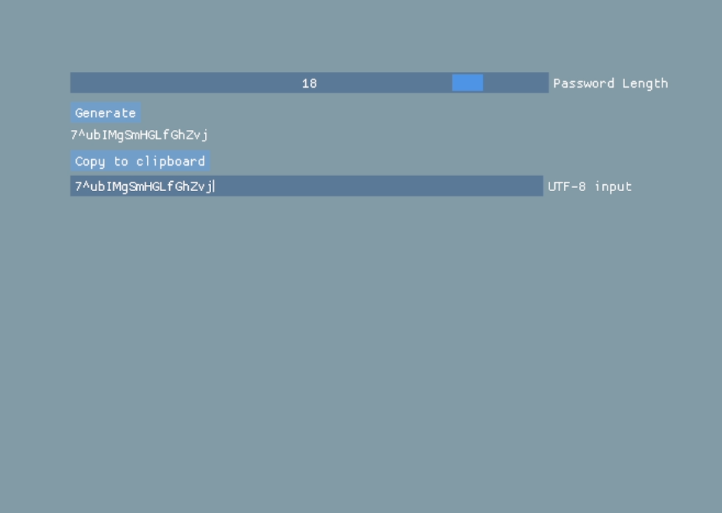 18 Password Length
Generate
7^ubIMgSmHGLfGhZvj
Copy to clipboard
7^ubIMgSmHGLfGhZvj UTF-8 input